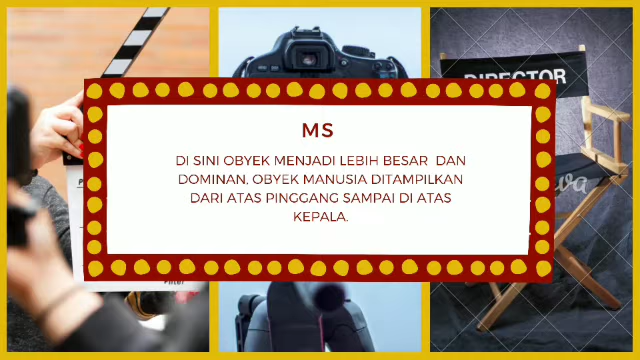 DIRECTOR
MS
DI SINI OBYEK MENJADI LEBIH BESAR DAN
DOMINAN, OBYEK MANUSIA DITAMPILKAN
DARI ATAS PINGGANG SAMPAI DI ATAS
KEPALA.